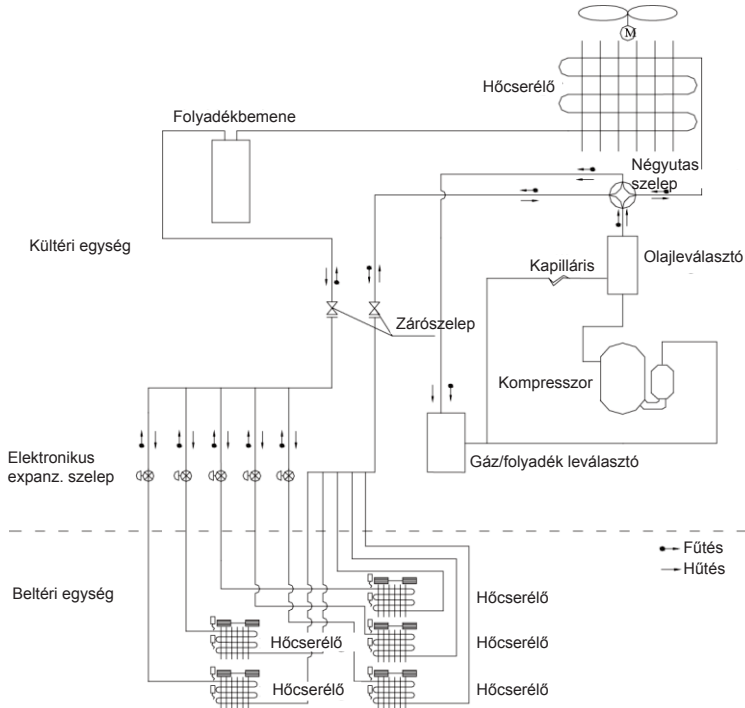 M
Hőcserélő
Folyadékbemene
Négyutas
szelep
Kültéri egység
Kapilláris
Olajleválasztó
Zárószelep
Kompresszor
Elektronikus
expanz. szelep
Gáz/folyadék leválasztó
Fűtés
Hűtés
Beltéri egység
Hőcserélő
Hőcserélő
Hőcserélő
Hőcserélő
Hőcserélő